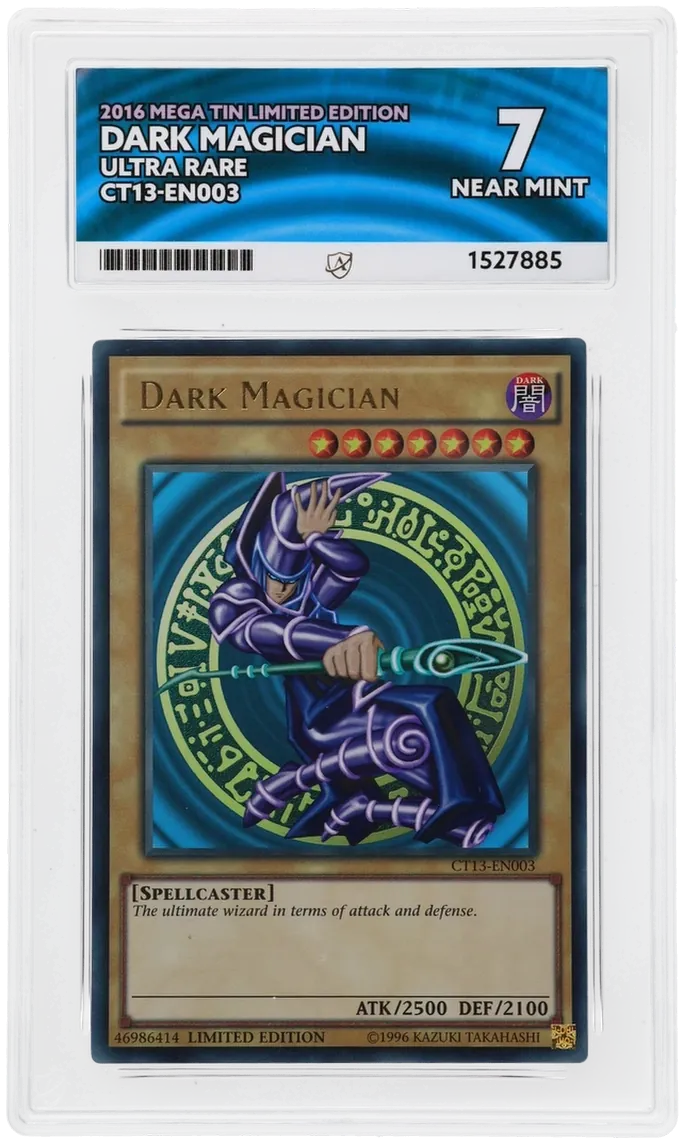 2016 MEGA TIN LIMITED EDITION
DARK MAGICIAN
ULTRA RARE
CT13-EN003
7
NEAR MINT
A
1527885
DARK MAGICIAN
DARK
闇
CT13-EN003
[SPELLCASTER]
The ultimate wizard in terms of attack and defense.
ATK/2500 DEF/2100
46986414 LIMITED EDITION
©1996 KAZUKI TAKAHASHI